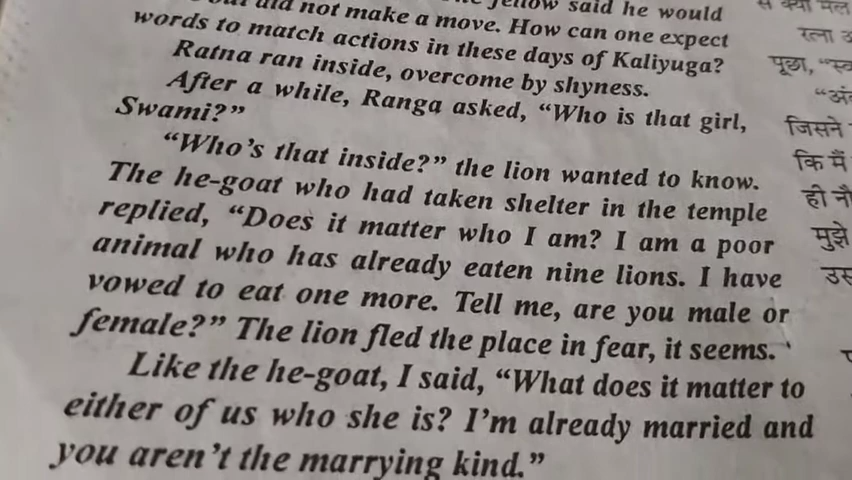 did not make a move. How can one expect
words to match actions in these days of Kaliyuga?
Ratna ran inside, overcome by shyness.
After a while, Ranga asked, “Who is that girl,
Swami?”
“Who’s that inside?” the lion wanted to know.
The he-goat who had taken shelter in the temple
replied, “Does it matter who I am? I am a poor
animal who has already eaten nine lions. I have
vowed to eat one more. Tell me, are you male or
female?” The lion fled the place in fear, it seems.
Like the he-goat, I said, “What does it matter to
either of us who she is? I’m already married and
you aren’t the marrying kind.”
said he would
से क्या
रत्ना
पूछा,
जिसने
कि मैं
ही
मुझे